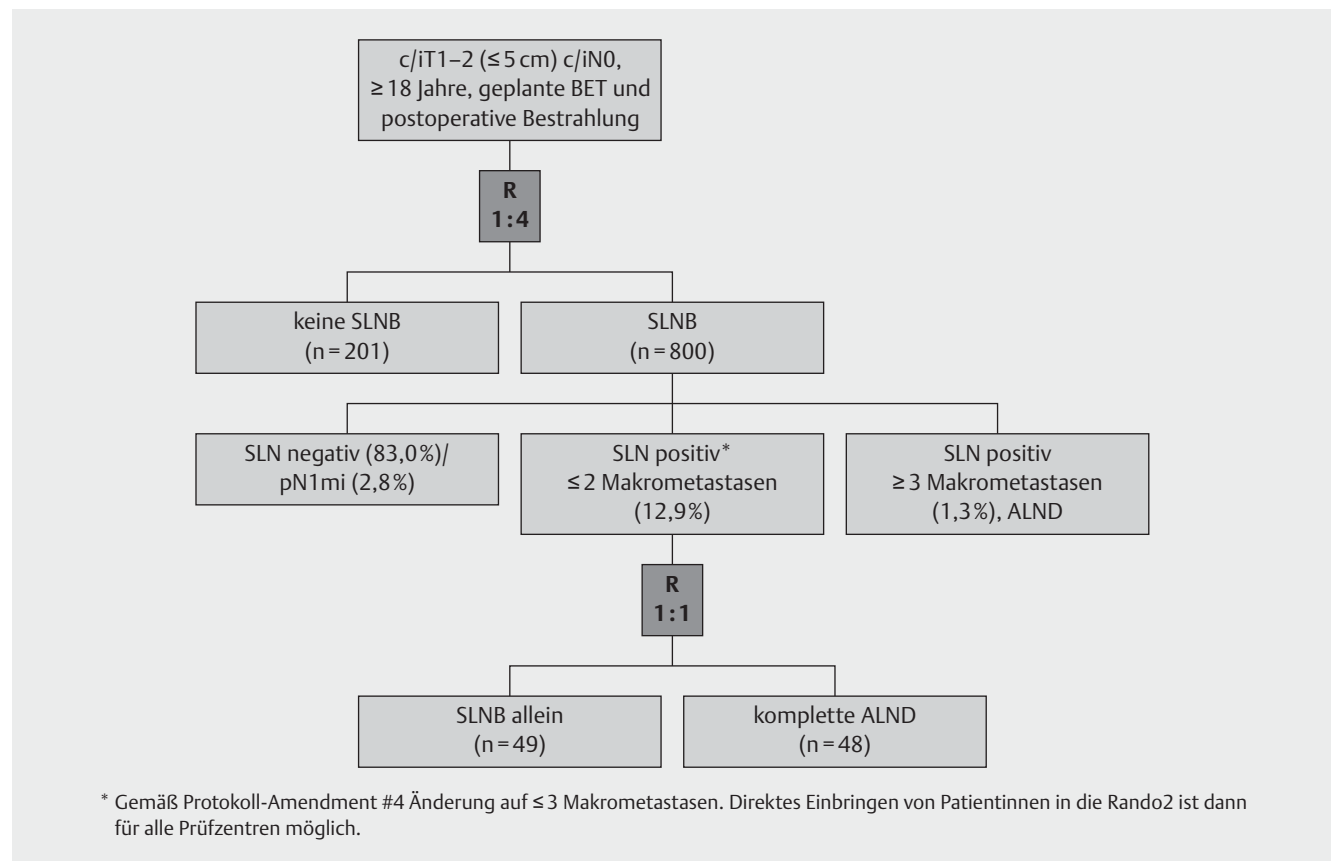 c/iT1–2 (≤ 5 cm) c/iN0,
≥ 18 Jahre, geplante BET und
postoperative Bestrahlung
R
1:4
keine SLNB
(n = 201)
SLNB
(n = 800)
SLN negativ (83,0 %)/
pN1mi (2,8 %)
SLN positiv*
≤ 2 Makrometastasen
(12,9 %)
SLN positiv
≥ 3 Makrometastasen
(1,3 %), ALND
R
1:1
SLNB allein
(n = 49)
komplette ALND
(n = 48)
* Gemäß Protokoll-Amendment #4 Änderung auf ≤ 3 Makrometastasen. Direktes Einbringen von Patientinnen in die Rando2 ist dann
für alle Prüfzentren möglich.